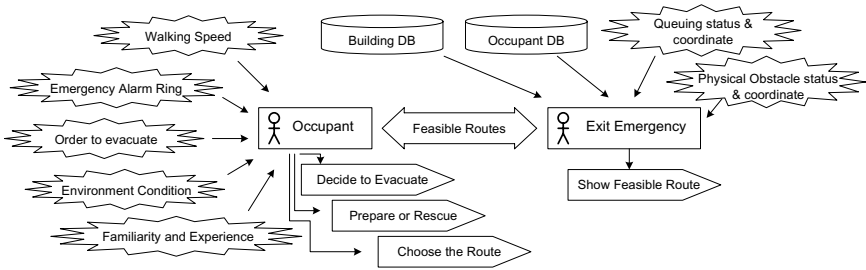 Walking Speed
Building DB
Occupant DB
Queuing status &
coordinate
Emergency Alarm Ring
Physical Obstacle status
& coordinate
Order to evacuate
Occupant
Feasible Routes
Exit Emergency
Environment Condition
Decide to Evacuate
Show Feasible Route
Familiarity and Experience
Prepare or Rescue
Choose the Route